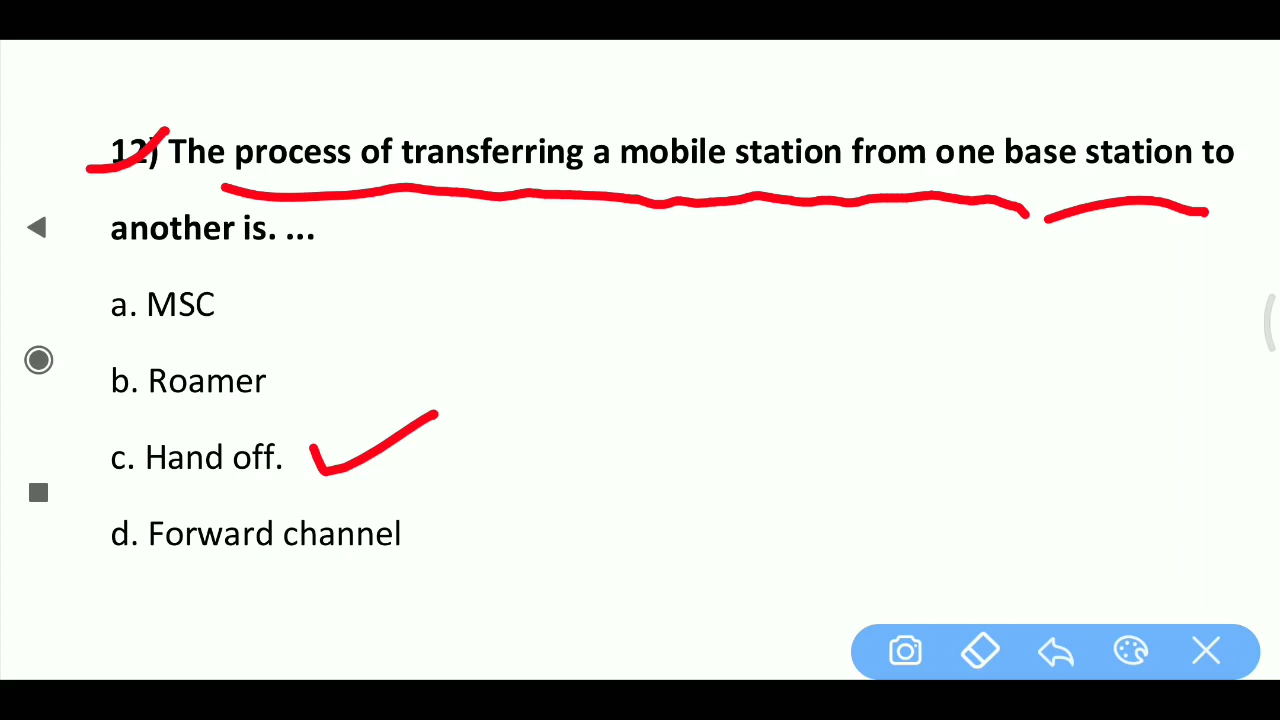 12) The process of transferring a mobile station from one base station to
another is. ...
a. MSC
b. Roamer
c. Hand off.
d. Forward channel